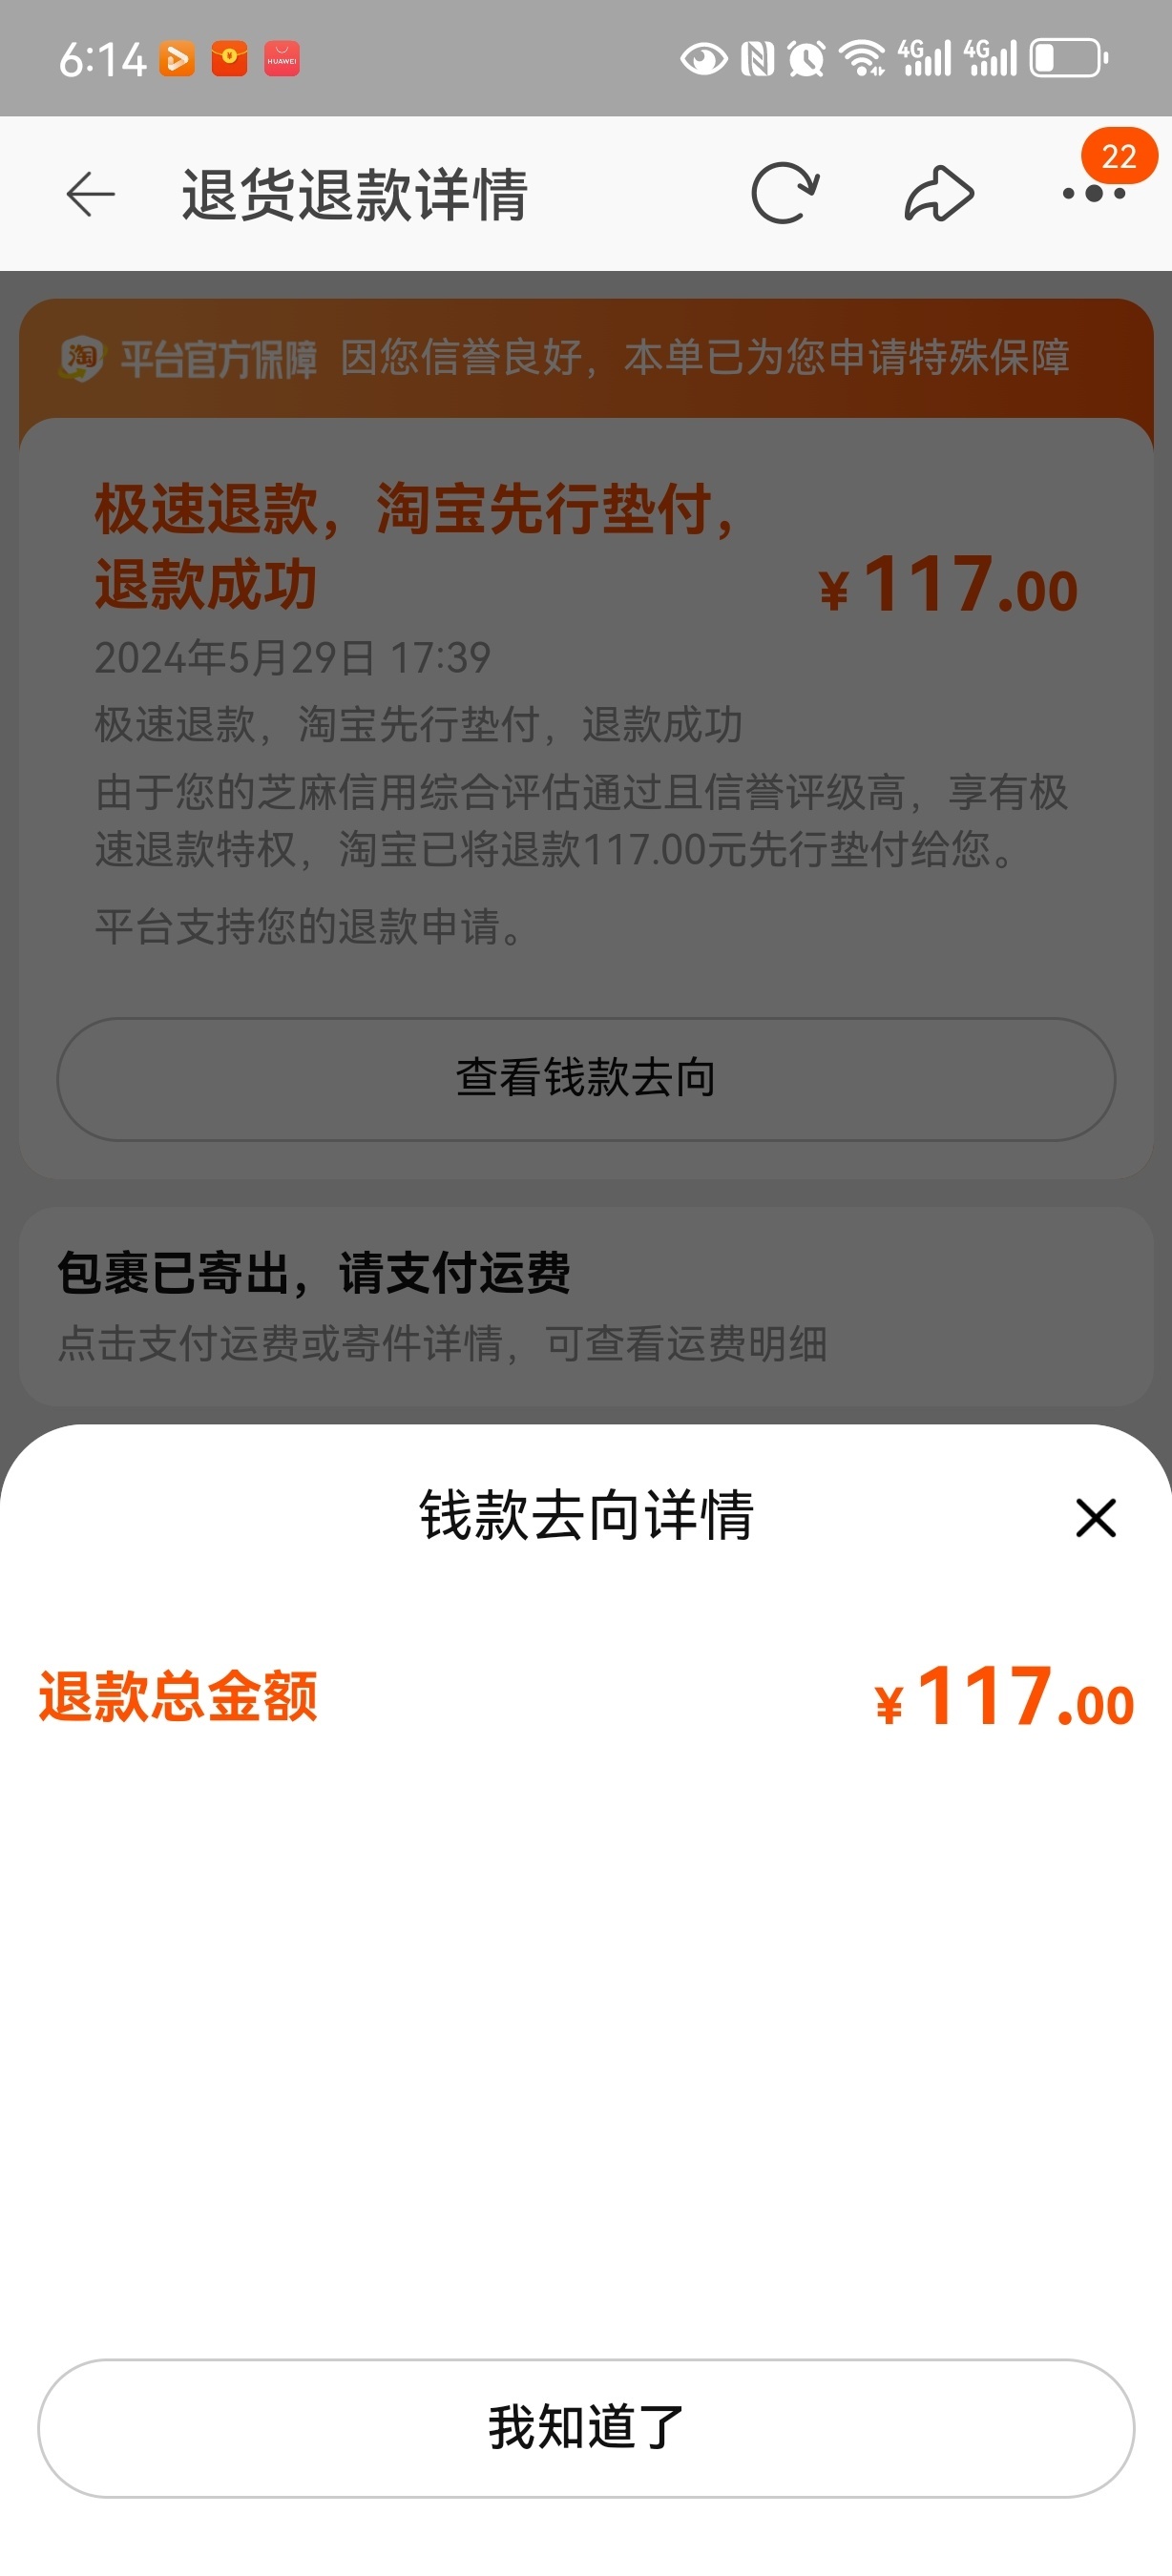 6:14
HUAWEI
4G
4G
退货退款详情
22
淘
平台官方保障 因您信誉良好，本单已为您申请特殊保障
极速退款，淘宝先行垫付，
退款成功
¥117.00
2024年5月29日 17:39
极速退款，淘宝先行垫付，退款成功
由于您的芝麻信用综合评估通过且信誉评级高，享有极
速退款特权，淘宝已将退款117.00元先行垫付给您。
平台支持您的退款申请。
查看钱款去向
包裹已寄出，请支付运费
点击支付运费或寄件详情，可查看运费明细
钱款去向详情
退款总金额 ¥117.00
我知道了